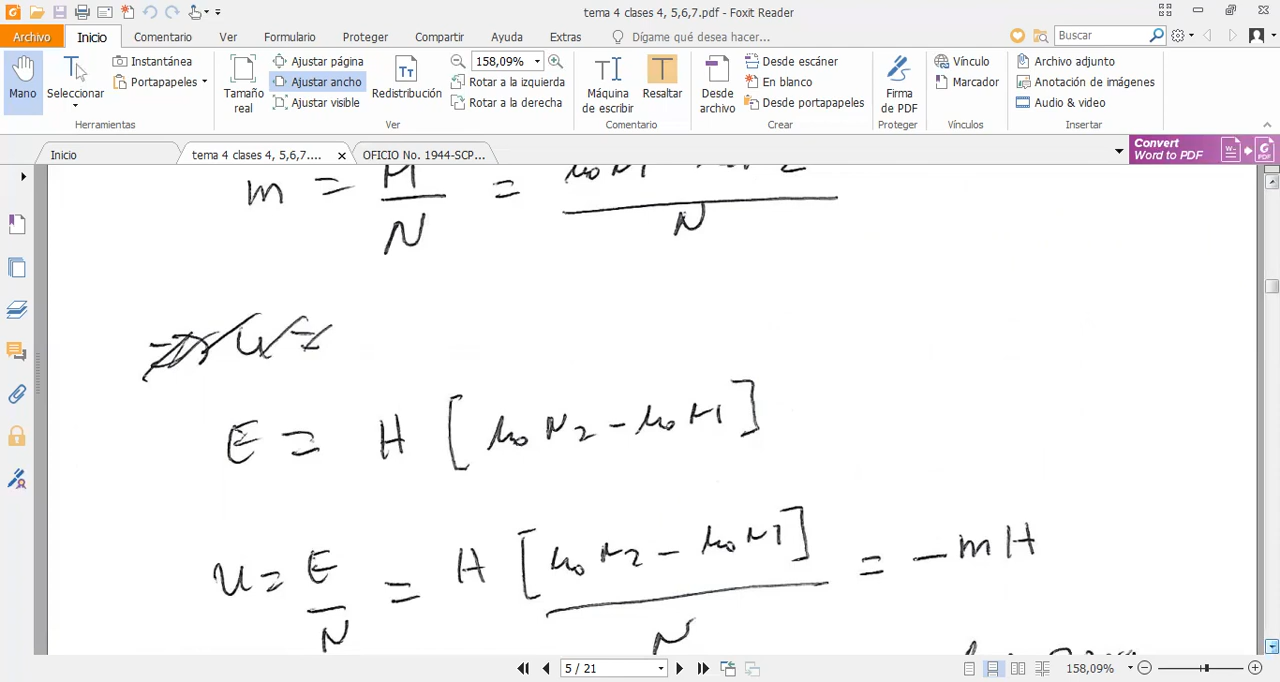 tema 4 clases 4, 5,6,7.pdf - Foxit Reader
Archivo Inicio Comentario Ver Formulario Proteger Compartir Ayuda Extras Dígame qué desea hacer... Buscar
Mano
Seleccionar
Instantánea
Portapapeles
Herramientas
Tamaño real
Ajustar página
Ajustar ancho
Ajustar visible
Redistribución
158,09%
Rotar a la izquierda
Rotar a la derecha
Ver
Máquina de escribir
Resaltar
Comentario
Desde archivo
Desde escáner
En blanco
Desde portapapeles
Crear
Firma de PDF
Proteger
Vínculo
Marcador
Vínculos
Archivo adjunto
Anotación de imágenes
Audio & video
Insertar
Inicio tema 4 clases 4, 5,6,7.... OFICIO No. 1944-SCP...
Convert
Word to PDF
m = M/N = /N
E = H [μ₀N₂ - μ₀N1]
u = E/N = H [μ₀N₂ - μ₀N1]/N = -mH
5 / 21 158,09%